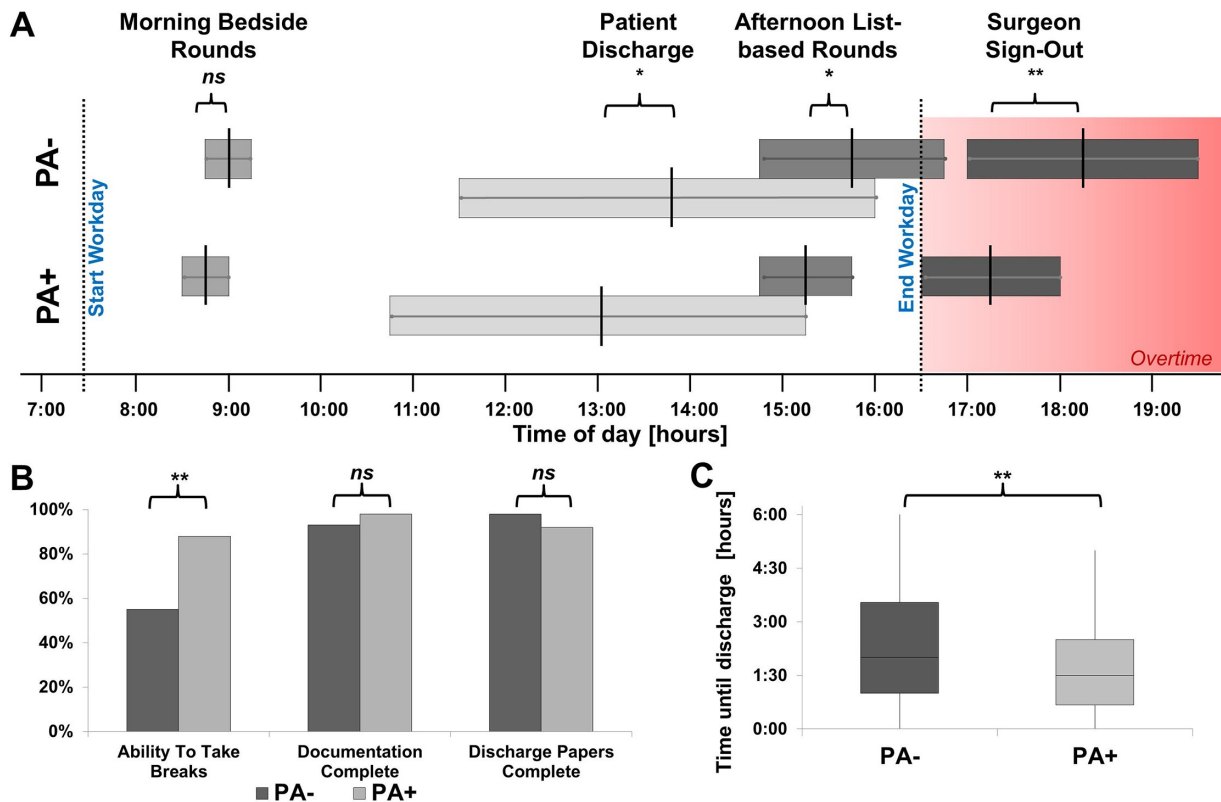 A
Morning Bedside
Rounds
ns
Patient
Discharge
*
Afternoon List-
based Rounds
*
Surgeon
Sign-Out
**
PA-
PA+
Start Workday
End Workday
Overtime
7:00
8:00
9:00
10:00
11:00
12:00
13:00
14:00
15:00
16:00
17:00
18:00
19:00
Time of day [hours]
B
**
ns
ns
100%
80%
60%
40%
20%
0%
Ability To Take
Breaks
Documentation
Complete
Discharge Papers
Complete
PA-
PA+
C
**
Time until discharge [hours]
6:00
4:30
3:00
1:30
0:00
PA-
PA+